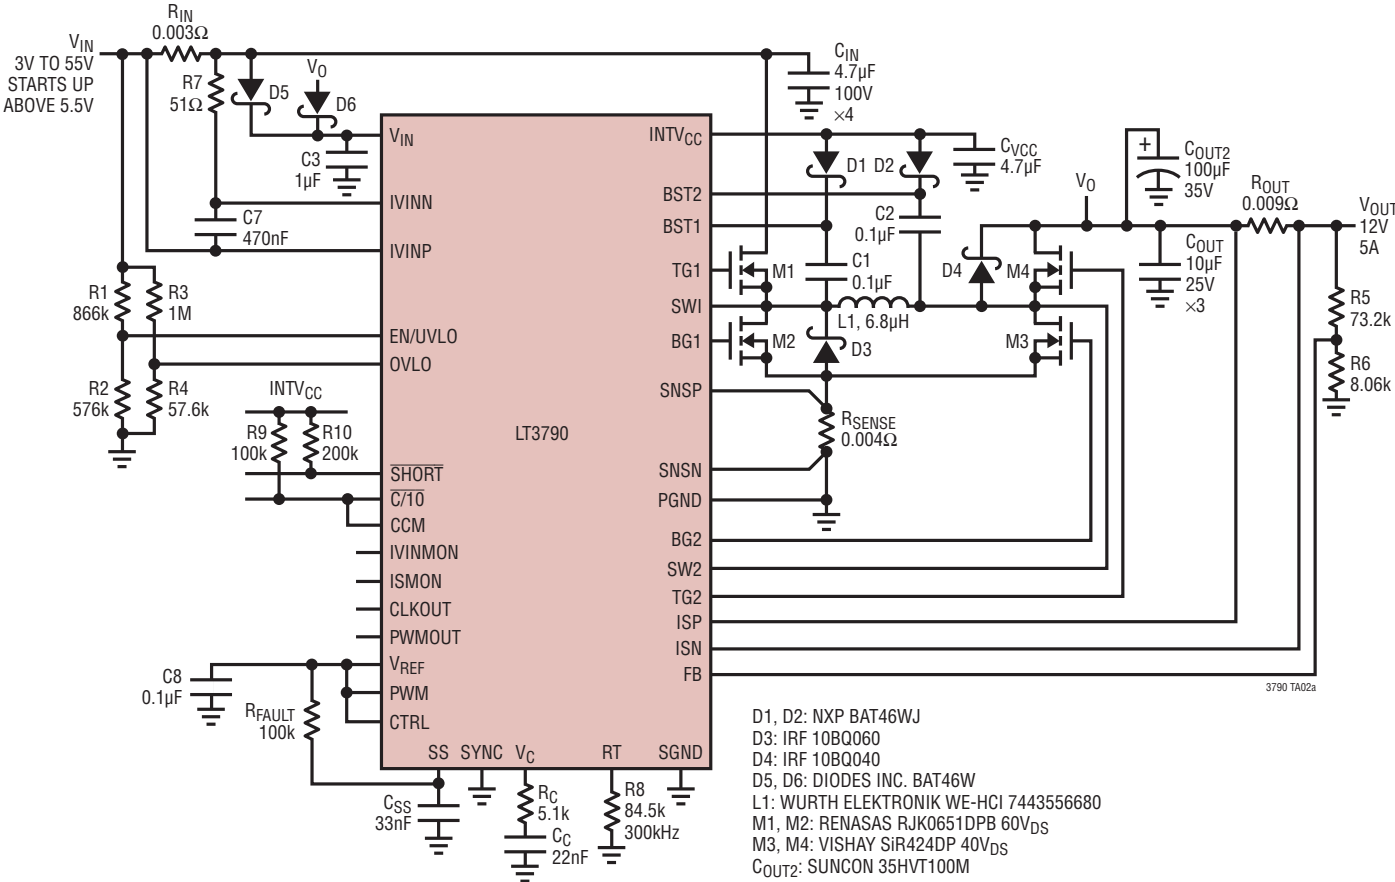 RIN
0.003Ω
VIN
3V TO 55V
STARTS UP
ABOVE 5.5V
R7
51Ω
D5
VO
D6
C3
1µF
C7
470nF
R1
866k
R3
1M
R2
576k
R4
57.6k
INTVCC
R9
100k
R10
200k
C8
0.1µF
RFAULT
100k
CSS
33nF
RC
5.1k
CC
22nF
R8
84.5k
300kHz
LT3790
VIN
IVINN
IVINP
EN/UVLO
OVLO
SHORT
C/10
CCM
IVINMON
ISMON
CLKOUT
PWMOUT
VREF
PWM
CTRL
SS
SYNC
VC
RT
SGND
INTVCC
BST2
BST1
TG1
SWI
BG1
SNSP
SNSN
PGND
BG2
SW2
TG2
ISP
ISN
FB
CIN
4.7µF
100V
×4
D1
D2
CVCC
4.7µF
C2
0.1µF
C1
0.1µF
M1
M2
L1, 6.8µH
D3
D4
M4
M3
RSENSE
0.004Ω
VO
+
COUT2
100µF
35V
COUT
10µF
25V
×3
ROUT
0.009Ω
VOUT
12V
5A
R5
73.2k
R6
8.06k
3790 TA02a
D1, D2: NXP BAT46WJ
D3: IRF 10BQ060
D4: IRF 10BQ040
D5, D6: DIODES INC. BAT46W
L1: WURTH ELEKTRONIK WE-HCI 7443556680
M1, M2: RENASAS RJK0651DPB 60VDS
M3, M4: VISHAY SiR424DP 40VDS
COUT2: SUNCON 35HVT100M